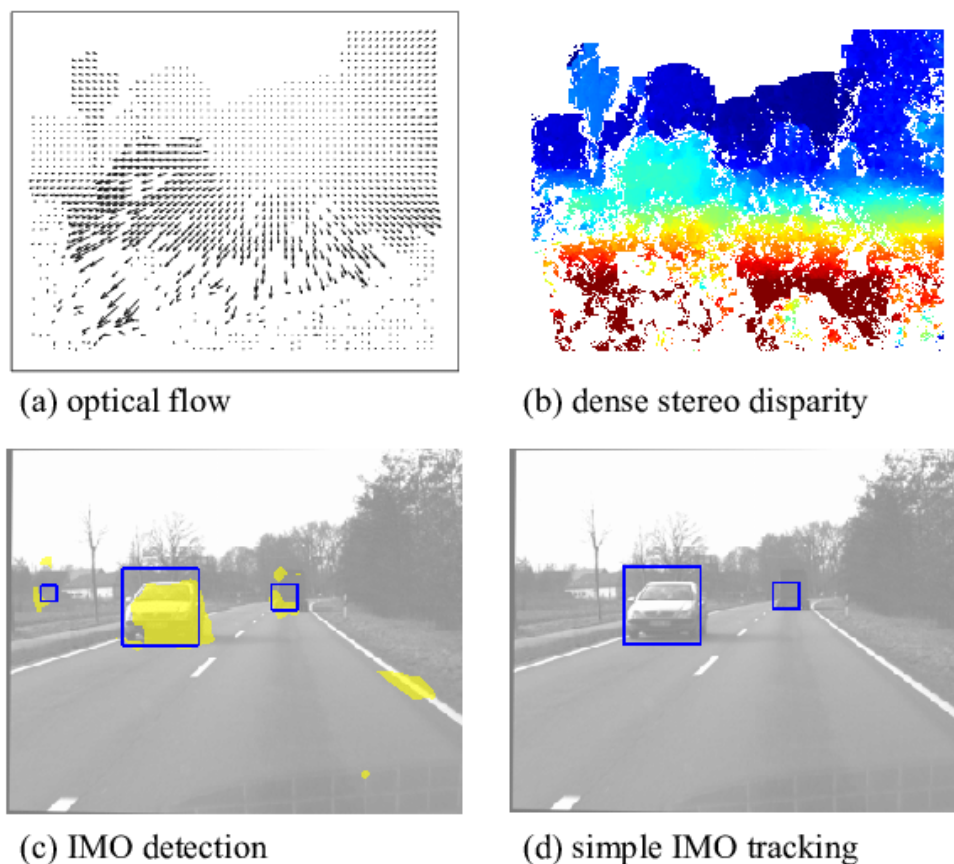 (a) optical flow
(b) dense stereo disparity
(c) IMO detection
(d) simple IMO tracking